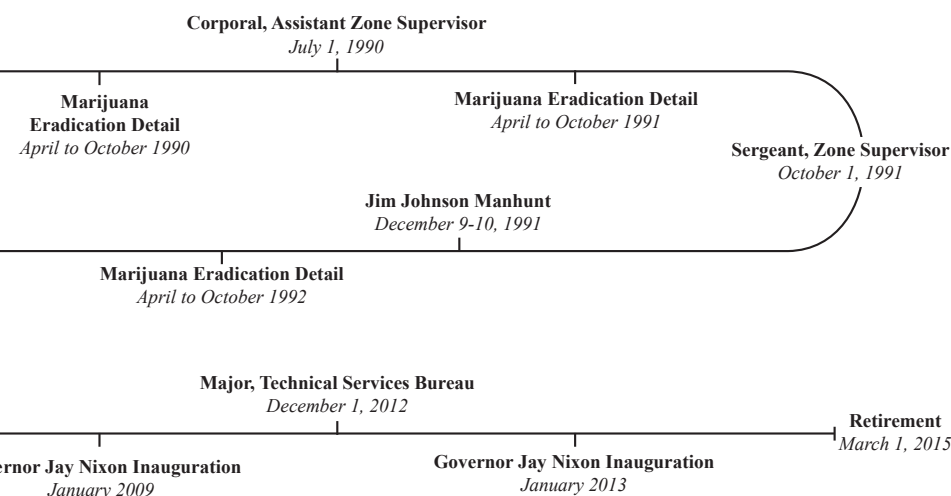 Corporal, Assistant Zone Supervisor
July 1, 1990
Marijuana
Eradication Detail
April to October 1990
Marijuana Eradication Detail
April to October 1991
Sergeant, Zone Supervisor
October 1, 1991
Jim Johnson Manhunt
December 9-10, 1991
Marijuana Eradication Detail
April to October 1992
Major, Technical Services Bureau
December 1, 2012
Retirement
March 1, 2015
ernor Jay Nixon Inauguration
January 2009
Governor Jay Nixon Inauguration
January 2013